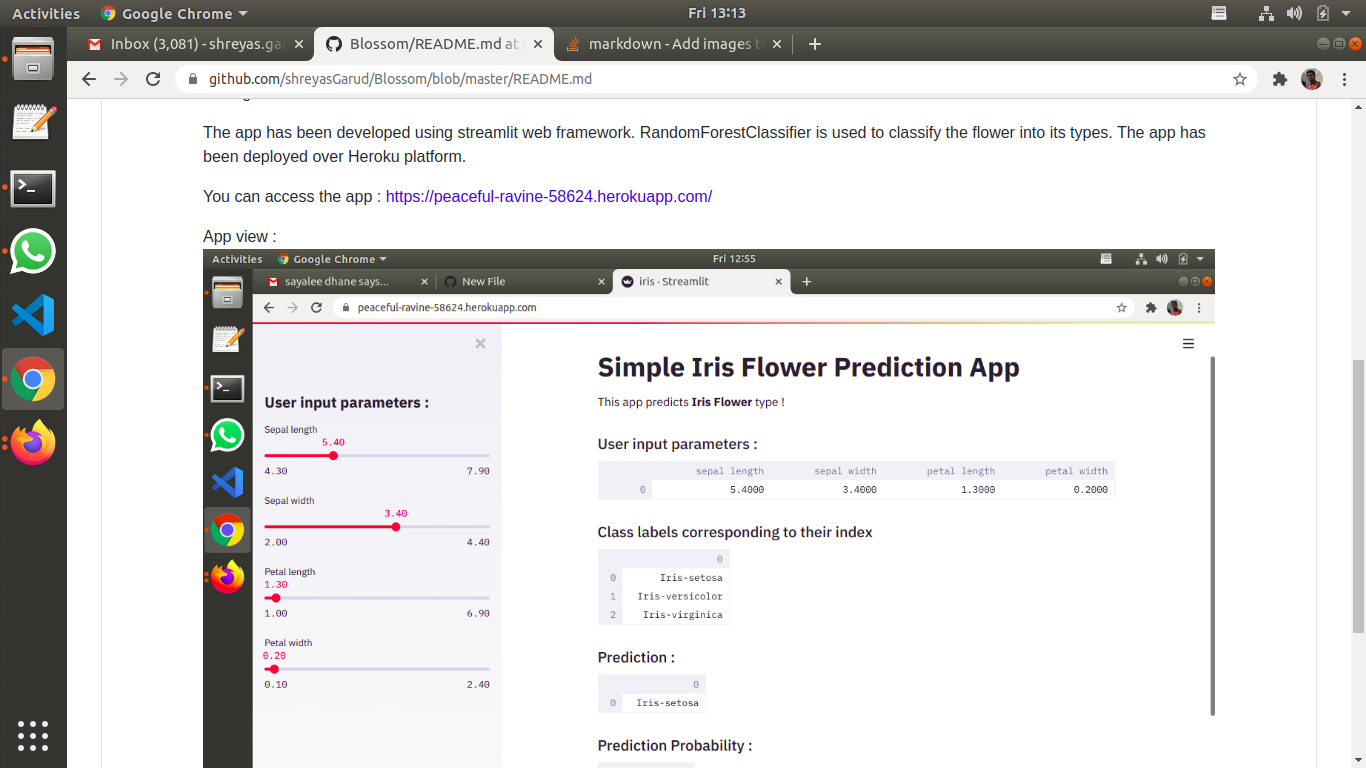 Activities Google Chrome Fri 13:13
Inbox (3,081) - shreyas.gar Blossom/README.md at markdown - Add images to
github.com/shreyasGarud/Blossom/blob/master/README.md
The app has been developed using streamlit web framework. RandomForestClassifier is used to classify the flower into its types. The app has
been deployed over Heroku platform.
You can access the app : https://peaceful-ravine-58624.herokuapp.com/
App view :
Activities Google Chrome Fri 12:55
sayalee dhane says... New File iris · Streamlit
peaceful-ravine-58624.herokuapp.com
User input parameters :
Sepal length
5.40
4.30 7.90
Sepal width
3.40
2.00 4.40
Petal length
1.30
1.00 6.90
Petal width
0.20
0.10 2.40
Simple Iris Flower Prediction App
This app predicts Iris Flower type !
User input parameters :
sepal length sepal width petal length petal width
0 5.4000 3.4000 1.3000 0.2000
Class labels corresponding to their index
0
0 Iris-setosa
1 Iris-versicolor
2 Iris-virginica
Prediction :
0
0 Iris-setosa
Prediction Probability :